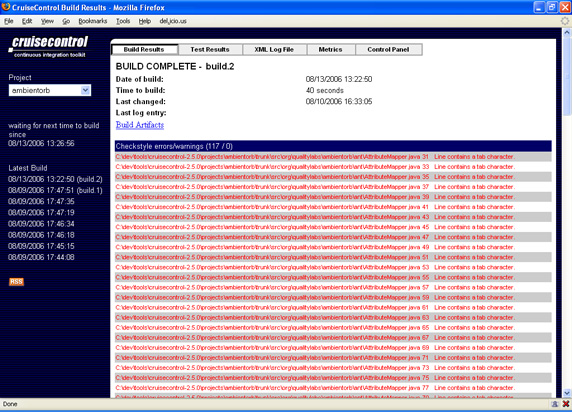 CruiseControl Build Results - Mozilla Firefox
File Edit View Go Bookmarks Tools Help del.icio.us
cruisecontrol
continuous integration toolkit
Project
ambientorb
waiting for next time to build
since
08/13/2006 13:26:56
Latest Build
08/13/2006 13:22:50 (build.2)
08/09/2006 17:47:51 (build.1)
08/09/2006 17:47:35
08/09/2006 17:47:19
08/09/2006 17:46:34
08/09/2006 17:46:18
08/09/2006 17:45:15
08/09/2006 17:44:08
RSS
Build Results Test Results XML Log File Metrics Control Panel
BUILD COMPLETE - build.2
Date of build: 08/13/2006 13:22:50
Time to build: 40 seconds
Last changed: 08/10/2006 16:33:05
Last log entry:
Build Artifacts
Checkstyle errors/warnings (117 / 0)
C:\dev\tools\cruisecontrol-2.5.0\projects\ambientorb\trunk\src\org\qualitylabs\ambientorb\ant\AttributeMapper.java 31 Line contains a tab character.
C:\dev\tools\cruisecontrol-2.5.0\projects\ambientorb\trunk\src\org\qualitylabs\ambientorb\ant\AttributeMapper.java 33 Line contains a tab character.
C:\dev\tools\cruisecontrol-2.5.0\projects\ambientorb\trunk\src\org\qualitylabs\ambientorb\ant\AttributeMapper.java 35 Line contains a tab character.
C:\dev\tools\cruisecontrol-2.5.0\projects\ambientorb\trunk\src\org\qualitylabs\ambientorb\ant\AttributeMapper.java 37 Line contains a tab character.
C:\dev\tools\cruisecontrol-2.5.0\projects\ambientorb\trunk\src\org\qualitylabs\ambientorb\ant\AttributeMapper.java 39 Line contains a tab character.
C:\dev\tools\cruisecontrol-2.5.0\projects\ambientorb\trunk\src\org\qualitylabs\ambientorb\ant\AttributeMapper.java 41 Line contains a tab character.
C:\dev\tools\cruisecontrol-2.5.0\projects\ambientorb\trunk\src\org\qualitylabs\ambientorb\ant\AttributeMapper.java 43 Line contains a tab character.
C:\dev\tools\cruisecontrol-2.5.0\projects\ambientorb\trunk\src\org\qualitylabs\ambientorb\ant\AttributeMapper.java 45 Line contains a tab character.
C:\dev\tools\cruisecontrol-2.5.0\projects\ambientorb\trunk\src\org\qualitylabs\ambientorb\ant\AttributeMapper.java 47 Line contains a tab character.
C:\dev\tools\cruisecontrol-2.5.0\projects\ambientorb\trunk\src\org\qualitylabs\ambientorb\ant\AttributeMapper.java 49 Line contains a tab character.
C:\dev\tools\cruisecontrol-2.5.0\projects\ambientorb\trunk\src\org\qualitylabs\ambientorb\ant\AttributeMapper.java 51 Line contains a tab character.
C:\dev\tools\cruisecontrol-2.5.0\projects\ambientorb\trunk\src\org\qualitylabs\ambientorb\ant\AttributeMapper.java 53 Line contains a tab character.
C:\dev\tools\cruisecontrol-2.5.0\projects\ambientorb\trunk\src\org\qualitylabs\ambientorb\ant\AttributeMapper.java 55 Line contains a tab character.
C:\dev\tools\cruisecontrol-2.5.0\projects\ambientorb\trunk\src\org\qualitylabs\ambientorb\ant\AttributeMapper.java 57 Line contains a tab character.
C:\dev\tools\cruisecontrol-2.5.0\projects\ambientorb\trunk\src\org\qualitylabs\ambientorb\ant\AttributeMapper.java 59 Line contains a tab character.
C:\dev\tools\cruisecontrol-2.5.0\projects\ambientorb\trunk\src\org\qualitylabs\ambientorb\ant\AttributeMapper.java 61 Line contains a tab character.
C:\dev\tools\cruisecontrol-2.5.0\projects\ambientorb\trunk\src\org\qualitylabs\ambientorb\ant\AttributeMapper.java 63 Line contains a tab character.
C:\dev\tools\cruisecontrol-2.5.0\projects\ambientorb\trunk\src\org\qualitylabs\ambientorb\ant\AttributeMapper.java 65 Line contains a tab character.
C:\dev\tools\cruisecontrol-2.5.0\projects\ambientorb\trunk\src\org\qualitylabs\ambientorb\ant\AttributeMapper.java 67 Line contains a tab character.
C:\dev\tools\cruisecontrol-2.5.0\projects\ambientorb\trunk\src\org\qualitylabs\ambientorb\ant\AttributeMapper.java 69 Line contains a tab character.
C:\dev\tools\cruisecontrol-2.5.0\projects\ambientorb\trunk\src\org\qualitylabs\ambientorb\ant\AttributeMapper.java 71 Line contains a tab character.
C:\dev\tools\cruisecontrol-2.5.0\projects\ambientorb\trunk\src\org\qualitylabs\ambientorb\ant\AttributeMapper.java 73 Line contains a tab character.
C:\dev\tools\cruisecontrol-2.5.0\projects\ambientorb\trunk\src\org\qualitylabs\ambientorb\ant\AttributeMapper.java 75 Line contains a tab character.
C:\dev\tools\cruisecontrol-2.5.0\projects\ambientorb\trunk\src\org\qualitylabs\ambientorb\ant\AttributeMapper.java 77 Line contains a tab character.
Done